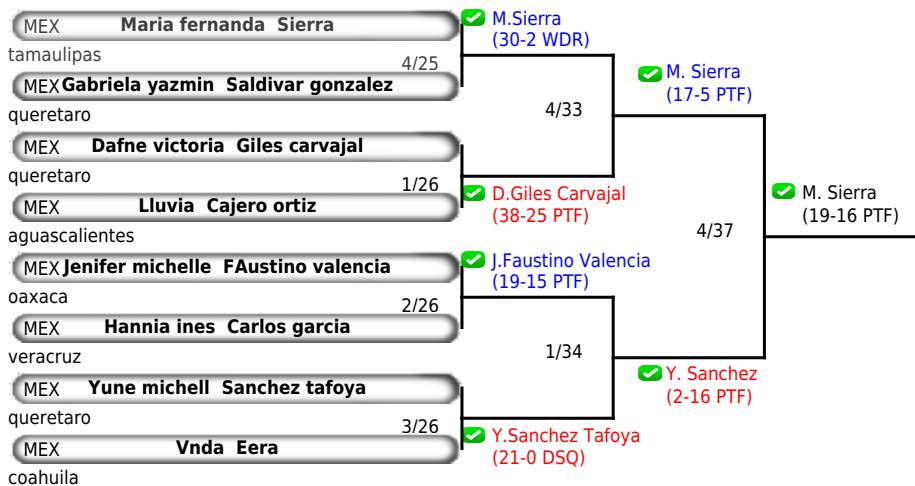 MEX Maria fernanda Sierra
tamaulipas
4/25
MEX Gabriela yazmin Saldivar gonzalez
queretaro
MEX Dafne victoria Giles carvajal
queretaro
1/26
MEX Lluvia Cajero ortiz
aguascalientes
MEX Jenifer michelle FAustino valencia
oaxaca
2/26
MEX Hannia ines Carlos garcia
veracruz
MEX Yune michell Sanchez tafoya
queretaro
3/26
MEX Vnda Eera
coahuila
M.Sierra
(30-2 WDR)
4/33
D.Giles Carvajal
(38-25 PTF)
J.Faustino Valencia
(19-15 PTF)
1/34
Y.Sanchez Tafoya
(21-0 DSQ)
M. Sierra
(17-5 PTF)
4/37
Y. Sanchez
(2-16 PTF)
M. Sierra
(19-16 PTF)